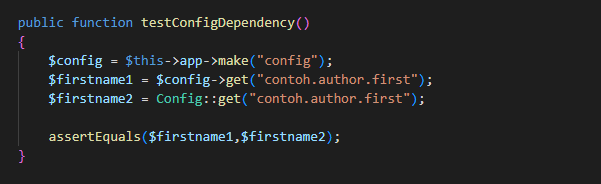 public function testConfigDependency()
{
    $config = $this->app->make("config");
    $firstname1 = $config->get("contoh.author.first");
    $firstname2 = Config::get("contoh.author.first");

    assertEquals($firstname1,$firstname2);
}